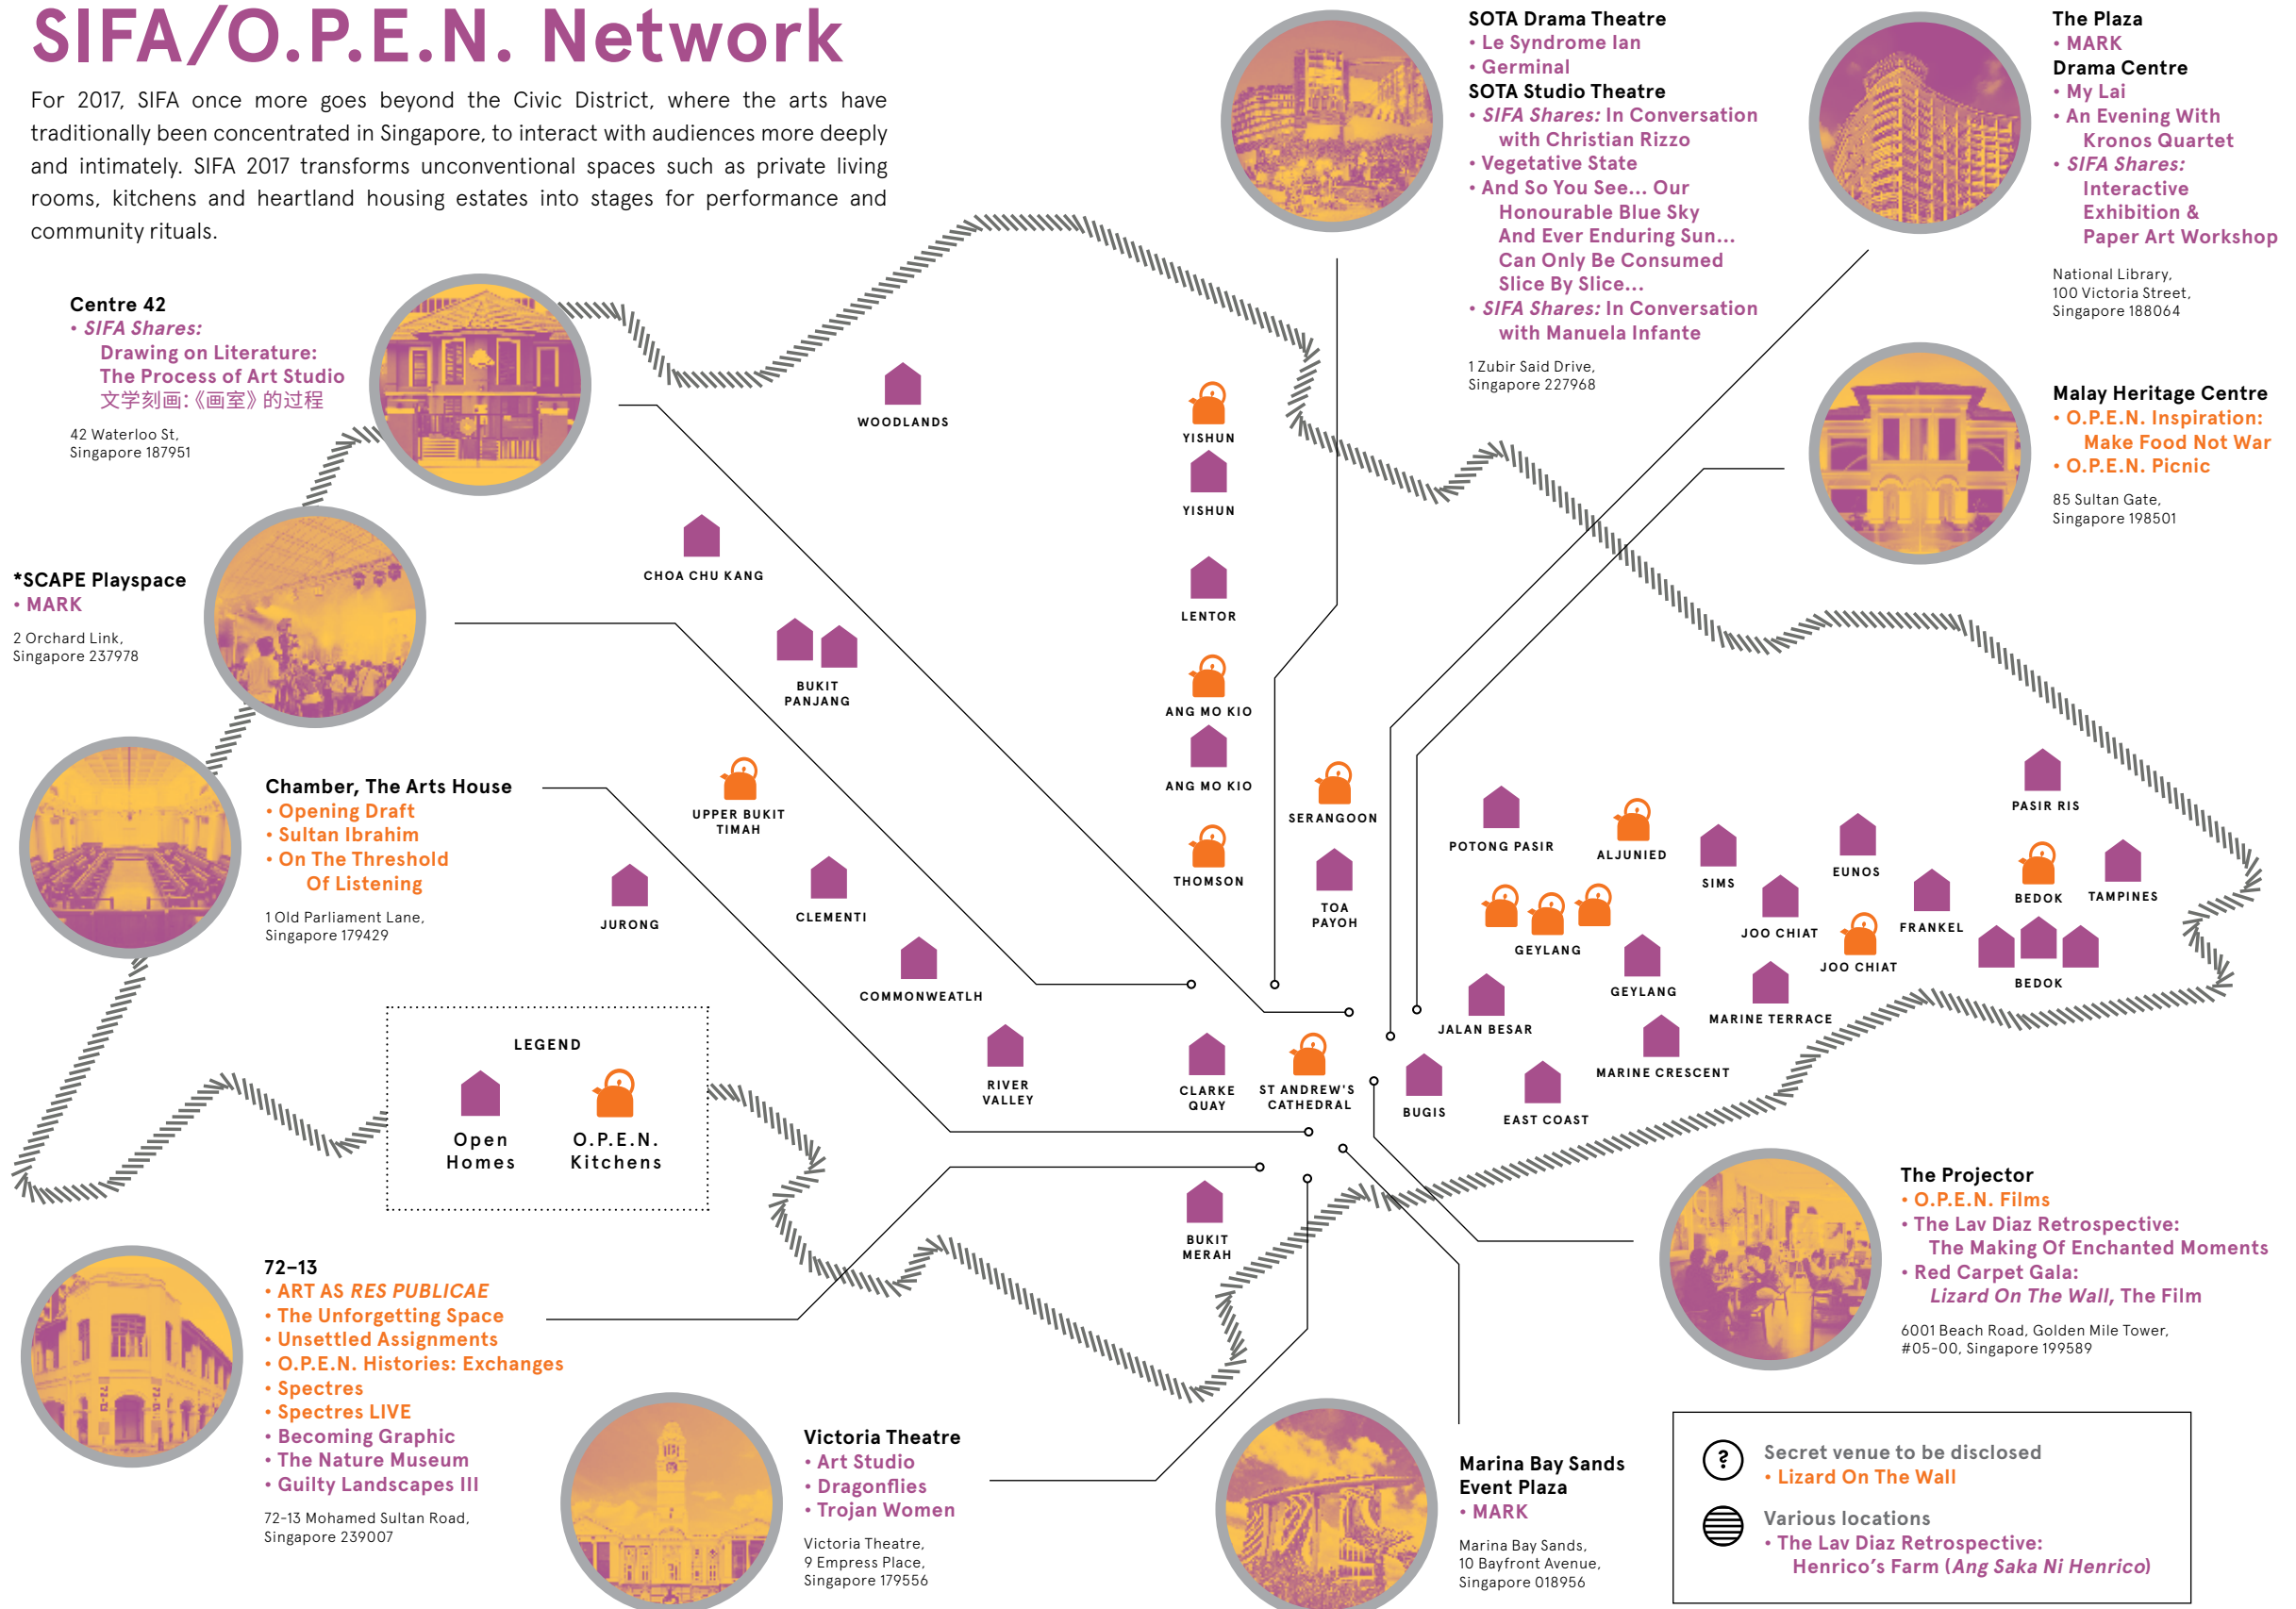 SIFA/O.P.E.N. Network
For 2017, SIFA once more goes beyond the Civic District, where the arts have
traditionally been concentrated in Singapore, to interact with audiences more deeply
and intimately. SIFA 2017 transforms unconventional spaces such as private living
rooms, kitchens and heartland housing estates into stages for performance and
community rituals.
SOTA Drama Theatre
• Le Syndrome Ian
• Germinal
SOTA Studio Theatre
• SIFA Shares: In Conversation
with Christian Rizzo
• Vegetative State
• And So You See... Our
Honourable Blue Sky
And Ever Enduring Sun...
Can Only Be Consumed
Slice By Slice...
• SIFA Shares: In Conversation
with Manuela Infante
1 Zubir Said Drive,
Singapore 227968
The Plaza
• MARK
Drama Centre
• My Lai
• An Evening With
Kronos Quartet
• SIFA Shares:
Interactive
Exhibition &
Paper Art Workshop
National Library,
100 Victoria Street,
Singapore 188064
Centre 42
• SIFA Shares:
Drawing on Literature:
The Process of Art Studio
文学刻画:《画室》的过程
42 Waterloo St,
Singapore 187951
Malay Heritage Centre
• O.P.E.N. Inspiration:
Make Food Not War
• O.P.E.N. Picnic
85 Sultan Gate,
Singapore 198501
*SCAPE Playspace
• MARK
2 Orchard Link,
Singapore 237978
Chamber, The Arts House
• Opening Draft
• Sultan Ibrahim
• On The Threshold
Of Listening
1 Old Parliament Lane,
Singapore 179429
WOODLANDS
YISHUN
YISHUN
CHOA CHU KANG
LENTOR
BUKIT
PANJANG
ANG MO KIO
ANG MO KIO
UPPER BUKIT
TIMAH
SERANGOON
THOMSON
TOA
PAYOH
JURONG
CLEMENTI
COMMONWEATLH
RIVER
VALLEY
CLARKE
QUAY
ST ANDREW'S
CATHEDRAL
BUKIT
MERAH
POTONG PASIR
ALJUNIED
SIMS
EUNOS
PASIR RIS
BEDOK
TAMPINES
JOO CHIAT
FRANKEL
GEYLANG
JOO CHIAT
BEDOK
GEYLANG
MARINE TERRACE
JALAN BESAR
MARINE CRESCENT
BUGIS
EAST COAST
LEGEND
Open
Homes
O.P.E.N.
Kitchens
72–13
• ART AS RES PUBLICAE
• The Unforgetting Space
• Unsettled Assignments
• O.P.E.N. Histories: Exchanges
• Spectres
• Spectres LIVE
• Becoming Graphic
• The Nature Museum
• Guilty Landscapes III
72-13 Mohamed Sultan Road,
Singapore 239007
Victoria Theatre
• Art Studio
• Dragonflies
• Trojan Women
Victoria Theatre,
9 Empress Place,
Singapore 179556
Marina Bay Sands
Event Plaza
• MARK
Marina Bay Sands,
10 Bayfront Avenue,
Singapore 018956
The Projector
• O.P.E.N. Films
• The Lav Diaz Retrospective:
The Making Of Enchanted Moments
• Red Carpet Gala:
Lizard On The Wall, The Film
6001 Beach Road, Golden Mile Tower,
#05-00, Singapore 199589
?
Secret venue to be disclosed
• Lizard On The Wall
Various locations
• The Lav Diaz Retrospective:
Henrico's Farm (Ang Saka Ni Henrico)